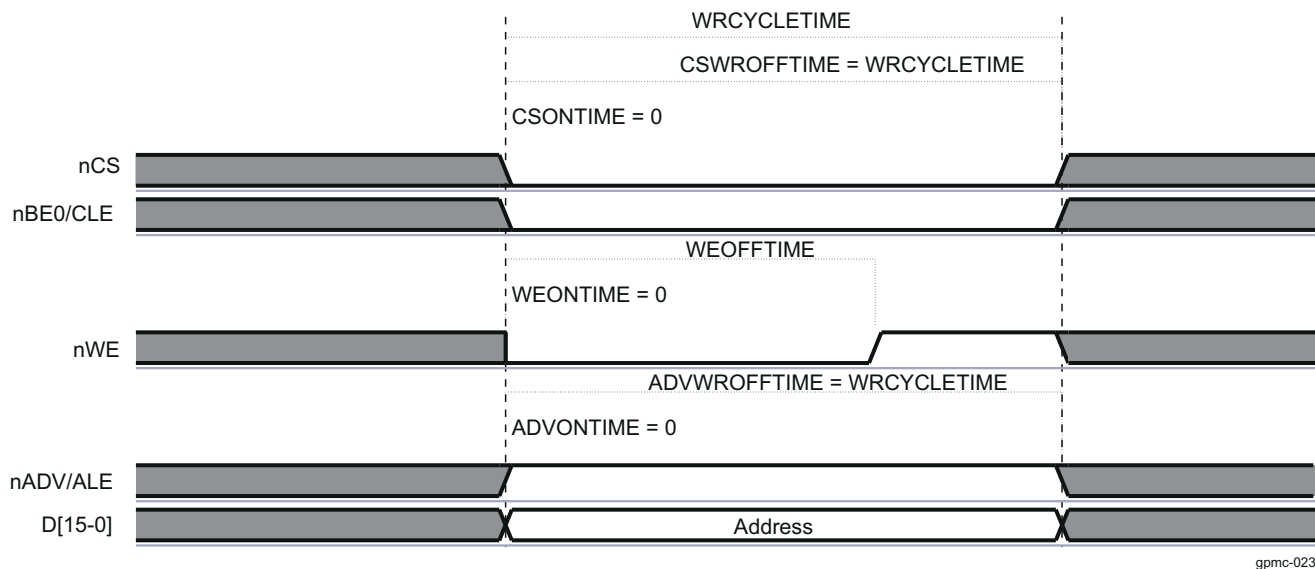 WRCYCLETIME
CSWROFFTIME = WRCYCLETIME
CSONTIME = 0
nCS
nBE0/CLE
WEOFFTIME
WEONTIME = 0
nWE
ADVWROFFTIME = WRCYCLETIME
ADVONTIME = 0
nADV/ALE
D[15-0]
Address
gpmc-023